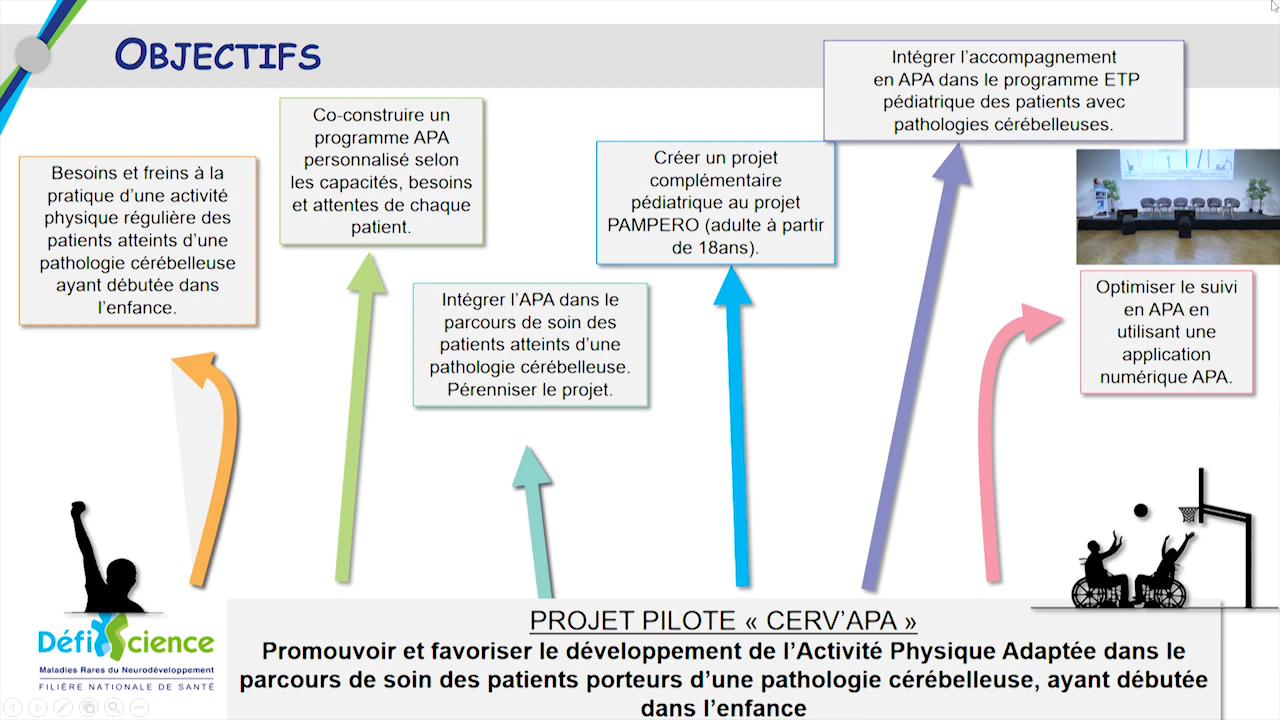 OBJECTIFS
Besoins et freins à la
pratique d'une activité
physique régulière des
patients atteints d'une
pathologie cérébelleuse
ayant débutée dans
l'enfance.
Co-construire un
programme APA
personnalisé selon
les capacités, besoins
et attentes de chaque
patient.
Intégrer l'APA dans le
parcours de soin des
patients atteints d'une
pathologie cérébelleuse.
Pérenniser le projet.
Créer un projet
complémentaire
pédiatrique au projet
PAMPERO (adulte à partir
de 18ans).
Intégrer l'accompagnement
en APA dans le programme ETP
pédiatrique des patients avec
pathologies cérébelleuses.
Optimiser le suivi
en APA en
utilisant une
application
numérique APA.
PROJET PILOTE « CERV'APA »
Promouvoir et favoriser le développement de l'Activité Physique Adaptée dans le
parcours de soin des patients porteurs d'une pathologie cérébelleuse, ayant débutée
dans l'enfance
Défi Science
Maladies Rares du Neurodéveloppement
FILIÈRE NATIONALE DE SANTÉ